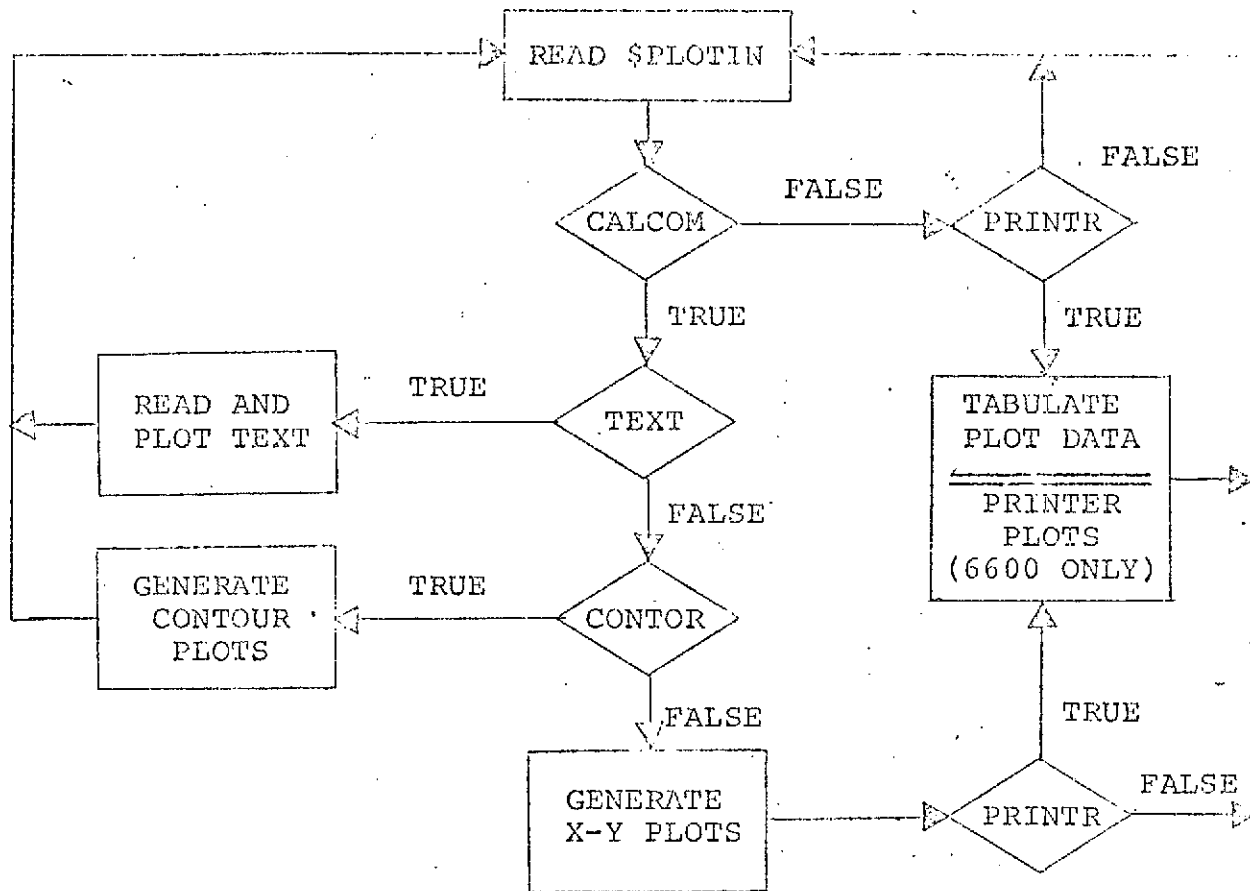 READ $PLOTIN
FALSE
FALSE
CALCOM
PRINTR
TRUE
TRUE
TRUE
READ AND
PLOT TEXT
TEXT
TABULATE
PLOT DATA
FALSE
PRINTER
PLOTS
(6600 ONLY)
TRUE
GENERATE
CONTOUR
PLOTS
CONTOR
FALSE
TRUE
GENERATE
X-Y PLOTS
PRINTR
FALSE